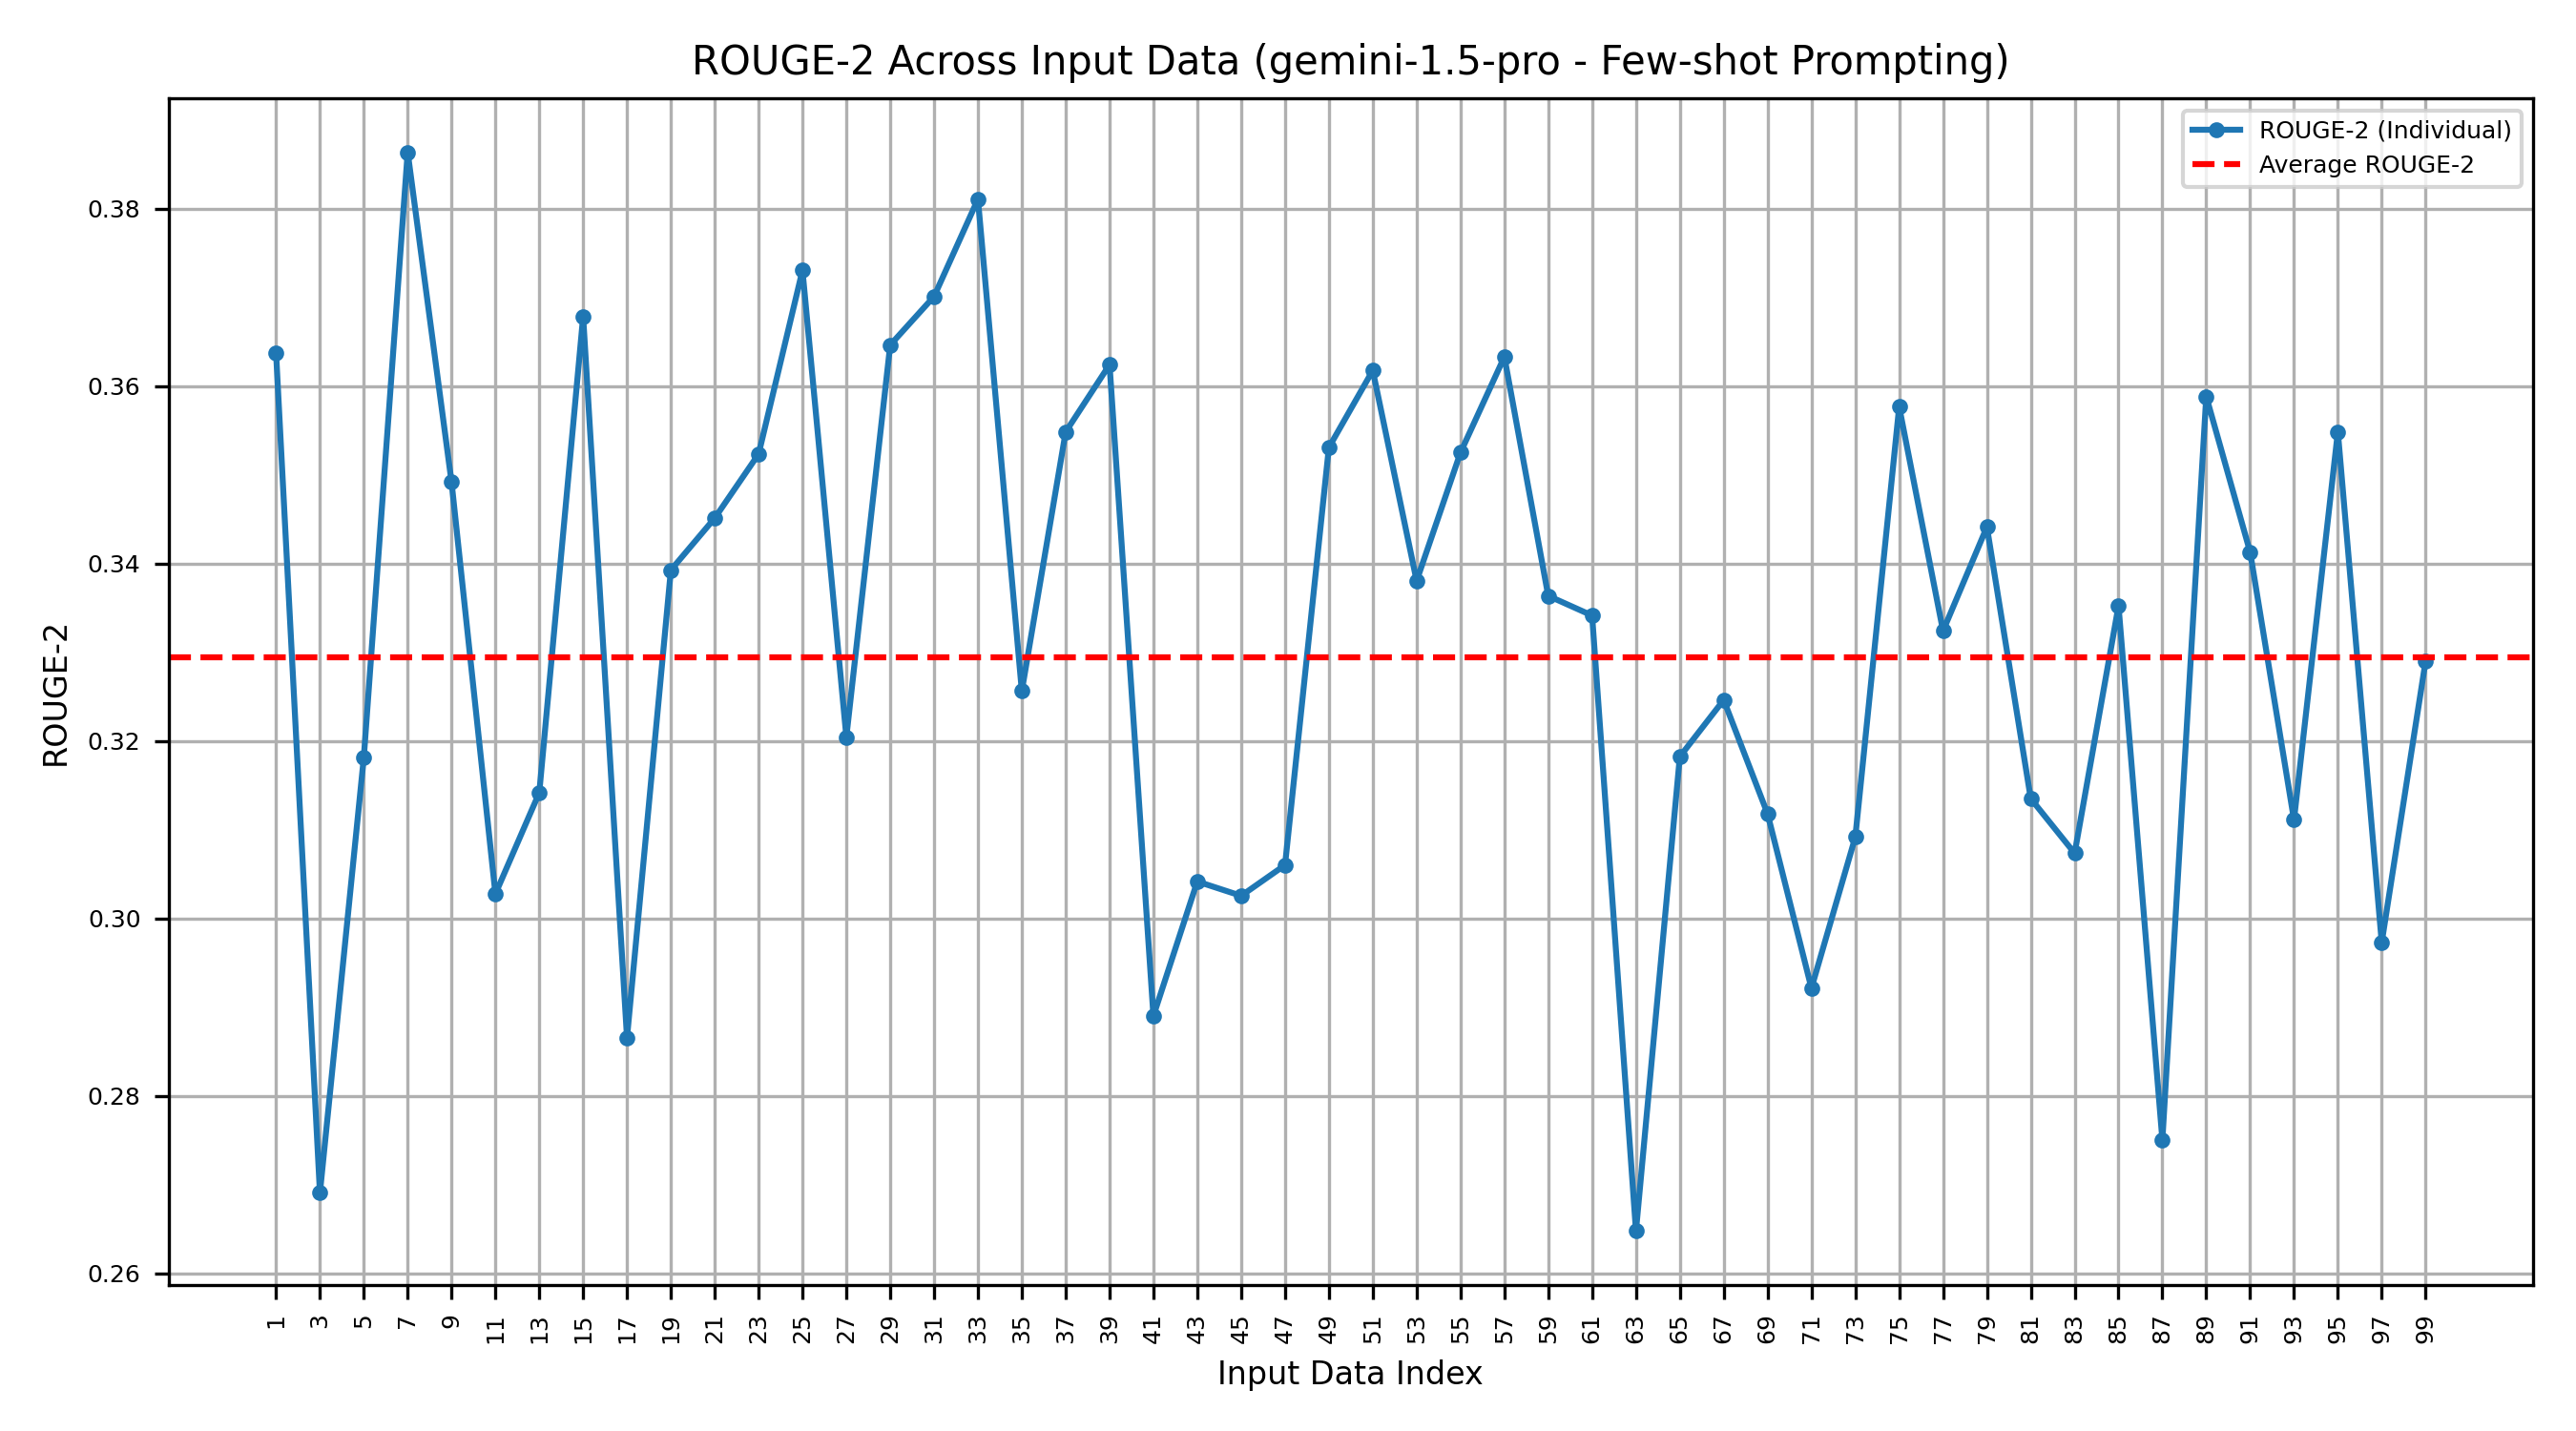 ROUGE-2 Across Input Data (gemini-1.5-pro - Few-shot Prompting)
ROUGE-2 (Individual)
Average ROUGE-2
ROUGE-2
0.38
0.36
0.34
0.32
0.30
0.28
0.26
1 3 5 7 9 11 13 15 17 19 21 23 25 27 29 31 33 35 37 39 41 43 45 47 49 51 53 55 57 59 61 63 65 67 69 71 73 75 77 79 81 83 85 87 89 91 93 95 97 99
Input Data Index